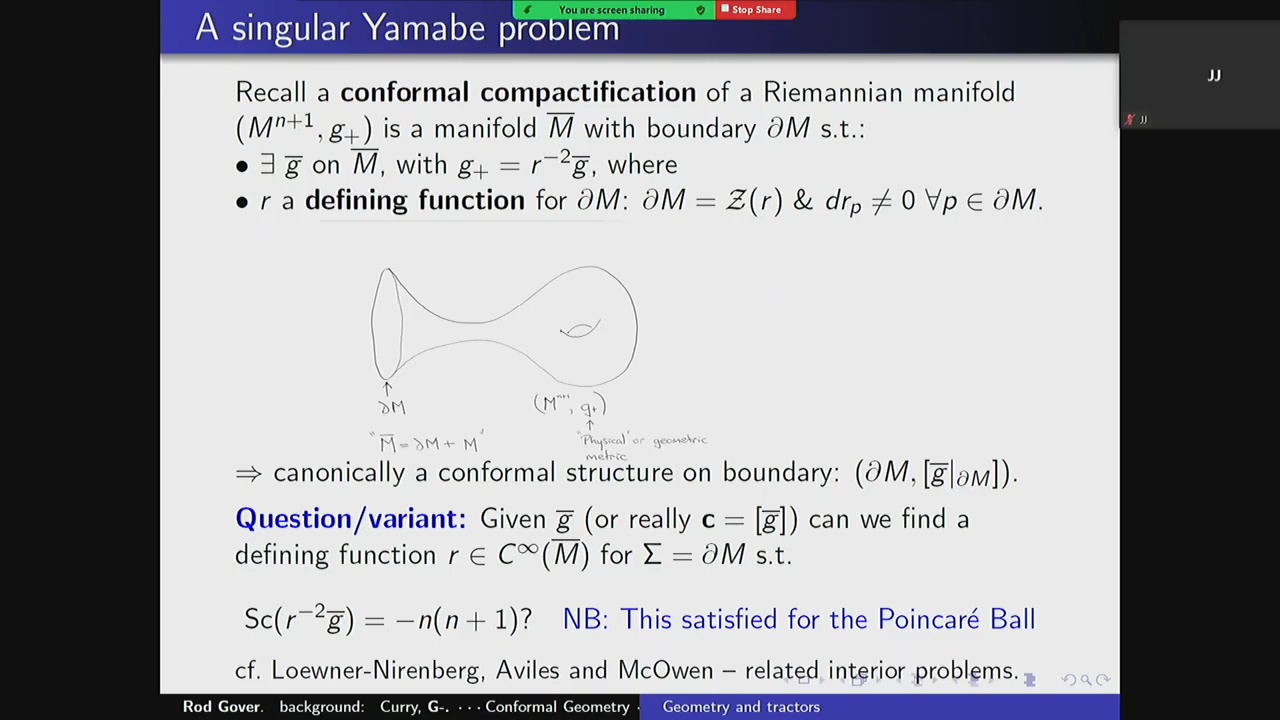 You are screen sharing Stop Share
A singular Yamabe problem
JJ
JJ
Recall a conformal compactification of a Riemannian manifold
(M^{n+1}, g_+) is a manifold M̅ with boundary ∂M s.t.:
• ∃ g̅ on M̅, with g_+ = r^{−2}g̅, where
• r a defining function for ∂M: ∂M = Z(r) & dr_p ≠ 0 ∀p ∈ ∂M.
∂M
(M^{n+1}, g_+)
"M̅ = ∂M + M"
"Physical" or geometric
metric
⇒ canonically a conformal structure on boundary: (∂M, [g̅|_{∂M}]).
Question/variant: Given g̅ (or really c = [g̅]) can we find a
defining function r ∈ C^∞(M̅) for Σ = ∂M s.t.
Sc(r^{−2}g̅) = −n(n + 1)? NB: This satisfied for the Poincaré Ball
cf. Loewner-Nirenberg, Aviles and McOwen – related interior problems.
Rod Gover. background: Curry, G-. ··· Conformal Geometry · Geometry and tractors